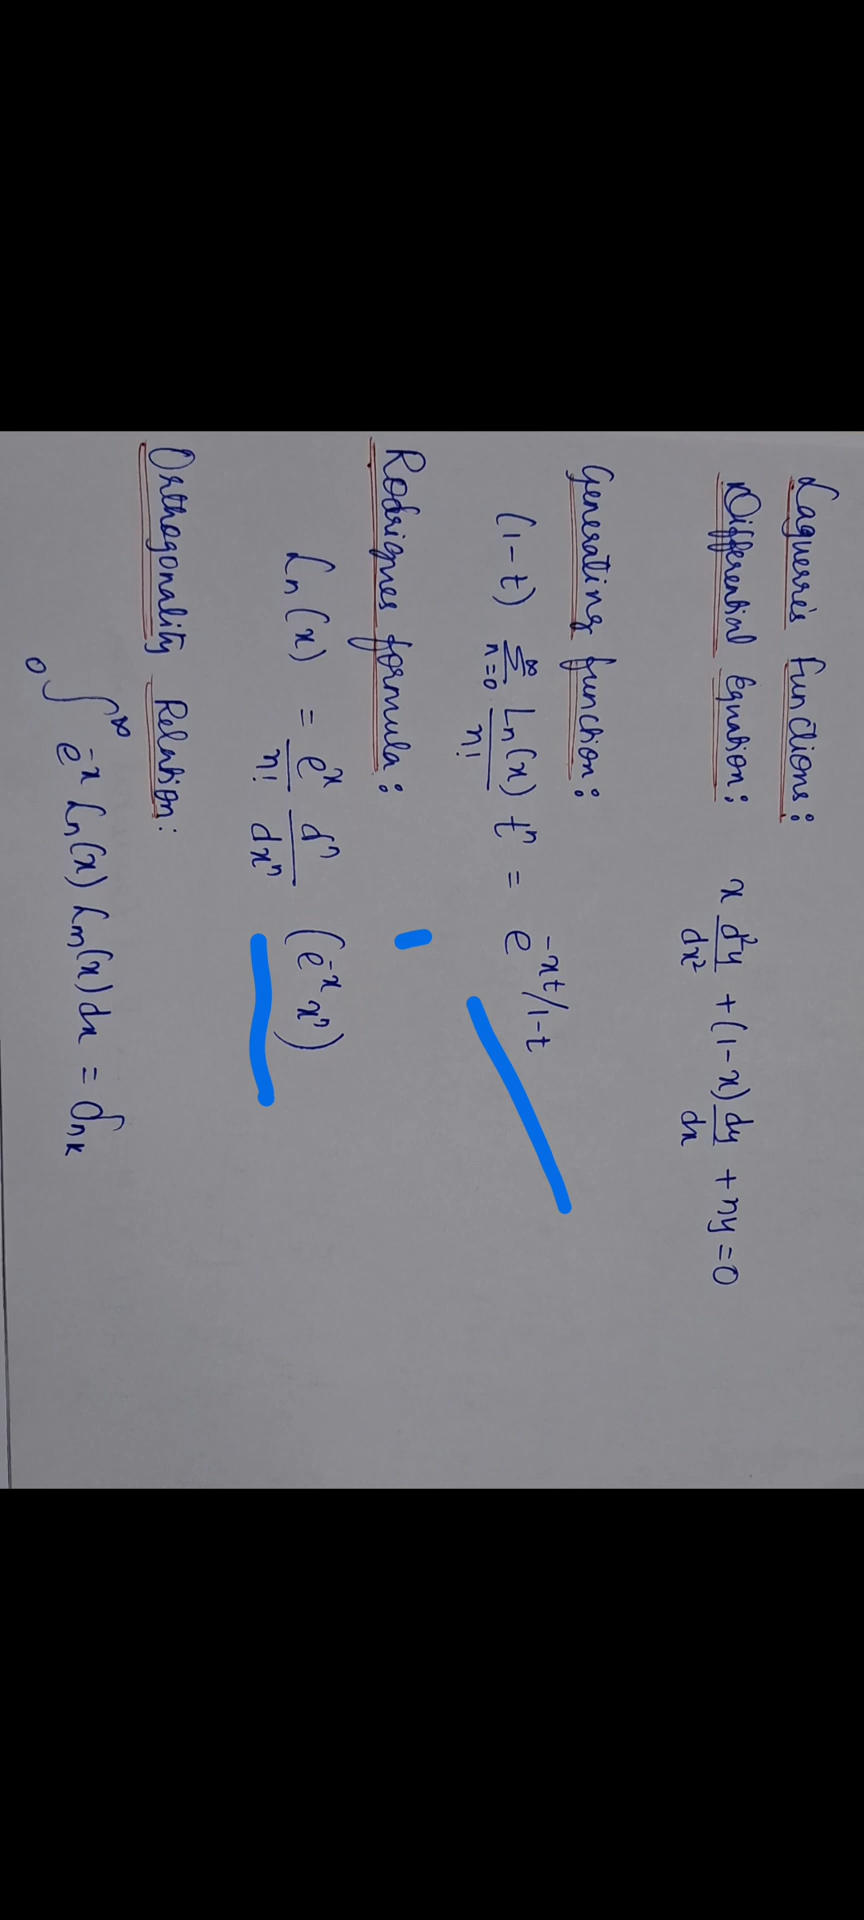 Laguerre's Functions:
Differential Equation: x d²y/dx² + (1-x) dy/dx + ny = 0
Generating function:
(1-t) ∞Σn=0 Ln(x)/n! tⁿ = e^-xt/1-t
Rodrigues formula:
Ln(x) = eˣ/n! dⁿ/dxⁿ (e⁻ˣ xⁿ)
Orthogonality Relation:
₀∫^∞ e⁻ˣ Ln(x) Lm(x) dx = δnk